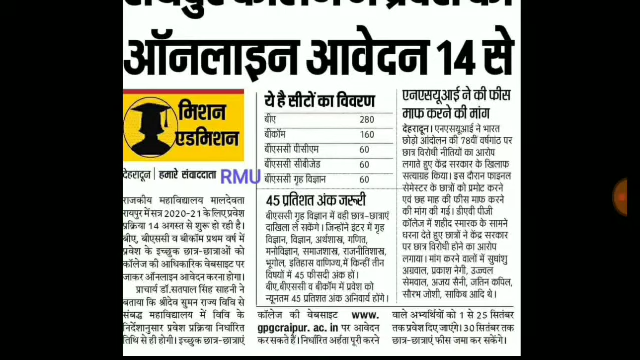 रायपुर कॉलेज में प्रवेश को
ऑनलाइन आवेदन 14 से
मिशन
एडमिशन
देहरादून | हमारे संवाददाता
RMU
राजकीय महाविद्यालय मालदेवता
रायपुर में सत्र 2020-21 के लिए प्रवेश
प्रक्रिया 14 अगस्त से शुरू हो रही है।
बीए, बीएससी व बीकॉम प्रथम वर्ष में
प्रवेश के इच्छुक छात्र-छात्राओं को
कॉलेज की आधिकारिक वेबसाइट पर
जाकर ऑनलाइन आवेदन करना होगा।
प्राचार्य डॉ.सतपाल सिंह साहनी ने
बताया कि श्रीदेव सुमन राज्य विवि से
संबद्ध महाविद्यालय में विवि के
निर्देशानुसार प्रवेश प्रक्रिया निर्धारित
तिथि से ही होगी। इच्छुक छात्र-छात्राएं
ये है सीटों का विवरण
बीए 280
बीकॉम 160
बीएससी पीसीएम 60
बीएससी सीबीजेड 60
बीएससी गृह विज्ञान 60
45 प्रतिशत अंक जरूरी
बीएससी गृह विज्ञान में वही छात्र-छात्राएं
दाखिला ले सकेंगे। जिन्होंने इंटर में गृह
विज्ञान, विज्ञान, अर्थशास्त्र, गणित,
मनोविज्ञान, समाजशास्त्र, राजनीतिशास्त्र,
भूगोल, इतिहास वाणिज्य,में किन्हीं तीन
विषयों में 45 फीसदी अंक हों।
बीए,बीएससी व बीकॉम में प्रवेश को
न्यूनतम 45 प्रतिशत अंक अनिवार्य होंगे।
कॉलेज की वेबसाइट www.
gpgcraipur. ac. in पर आवेदन
कर सकते हैं। निर्धारित अर्हता पूरी करने
एनएसयूआई ने की फीस
माफ करने की मांग
देहरादून। एनएसयूआई ने भारत
छोड़ो आंदोलन की 78वीं वर्षगांठ पर
छात्र विरोधी नीतियों का आरोप
लगाते हुए केंद्र सरकार के खिलाफ
सत्याग्रह किया। इस दौरान फाइनल
सेमेस्टर के छात्रों को प्रमोट करने
एवं छह माह की फीस माफ करने
की मांग की गई। डीएवी पीजी
कॉलेज में शहीद स्मारक के सामने
धरना देते हुए छात्रों ने केंद्र सरकार
पर छात्र विरोधी होने का आरोप
लगाया। मांग करने वालों में सुधांशु
अग्रवाल, प्रकाश नेगी, उज्ज्वल
सेमवाल, अजय सैनी, जतिन कपिल,
सौरभ जोशी, साकिब आदि थे।
वाले अभ्यर्थियों को 1 से 25 सितंबर
तक प्रवेश दिए जाएंगे। 30 सितंबर तक
छात्र-छात्राएं फीस जमा कर सकेंगे।